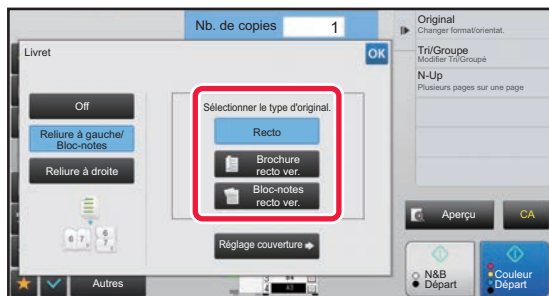 Nb. de copies 1
Original
Changer format/orientat.
Tri/Groupe
Modifier Tri/Groupé
N-Up
Plusieurs pages sur une page
Livret
OK
Off
Reliure à gauche/
Bloc-notes
Reliure à droite
Sélectionner le type d'original.
Recto
Brochure
recto ver.
Bloc-notes
recto ver.
Réglage couverture
6 7
Aperçu
CA
Autres
N&B
Départ
Couleur
Départ